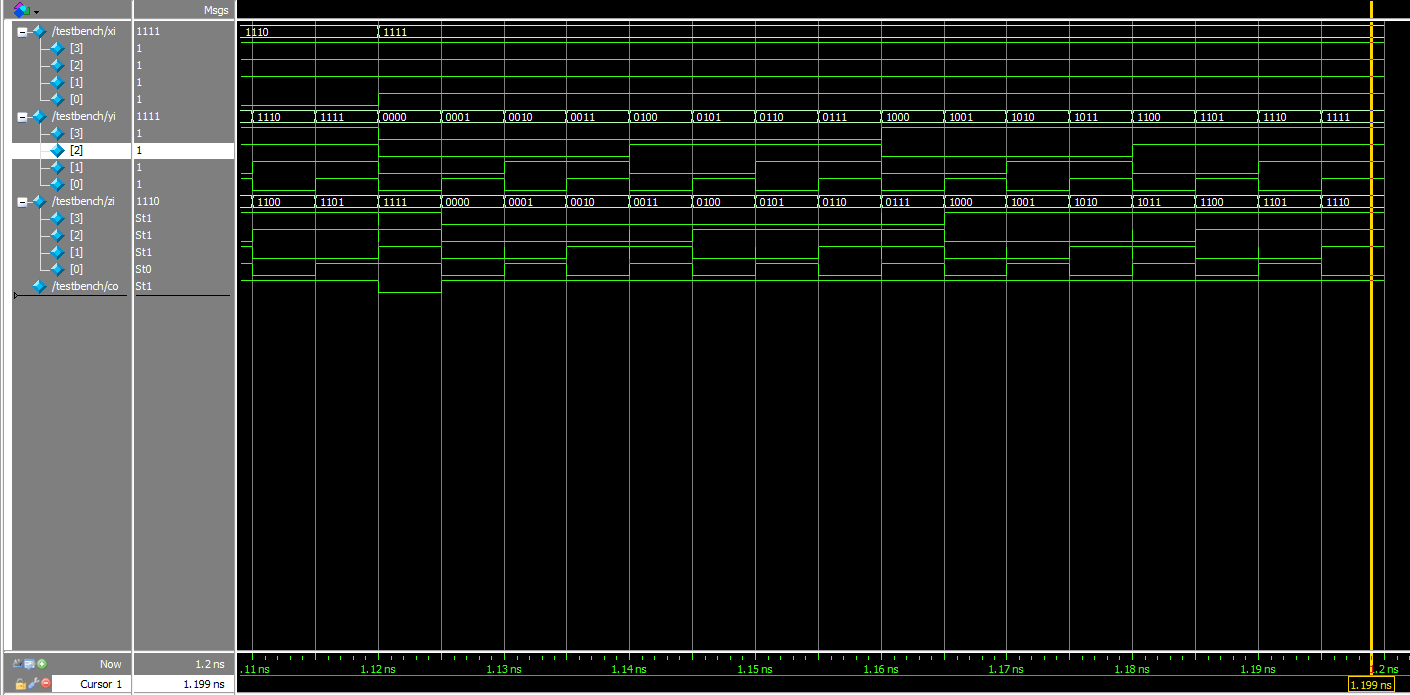 Msgs
/testbench/xi 1111 1110 1111
[3] 1
[2] 1
[1] 1
[0] 1
/testbench/yi 1111 1110 1111 0000 0001 0010 0011 0100 0101 0110 0111 1000 1001 1010 1011 1100 1101 1110 1111
[3] 1
[2] 1
[1] 1
[0] 1
/testbench/zi 1110 1100 1101 1111 0000 0001 0010 0011 0100 0101 0110 0111 1000 1001 1010 1011 1100 1101 1110
[3] St1
[2] St1
[1] St1
[0] St0
/testbench/co St1
Now 1.2 ns .11 ns 1.12 ns 1.13 ns 1.14 ns 1.15 ns 1.16 ns 1.17 ns 1.18 ns 1.19 ns 1.2 ns
Cursor 1 1.199 ns 1.199 ns